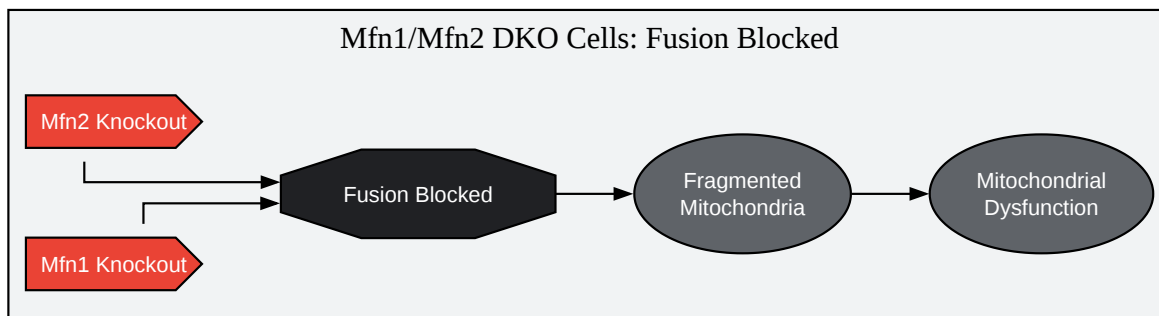 Mfn1/Mfn2 DKO Cells: Fusion Blocked
Mfn2 Knockout
Fusion Blocked
Fragmented
Mitochondria
Mitochondrial
Dysfunction
Mfn1 Knockout